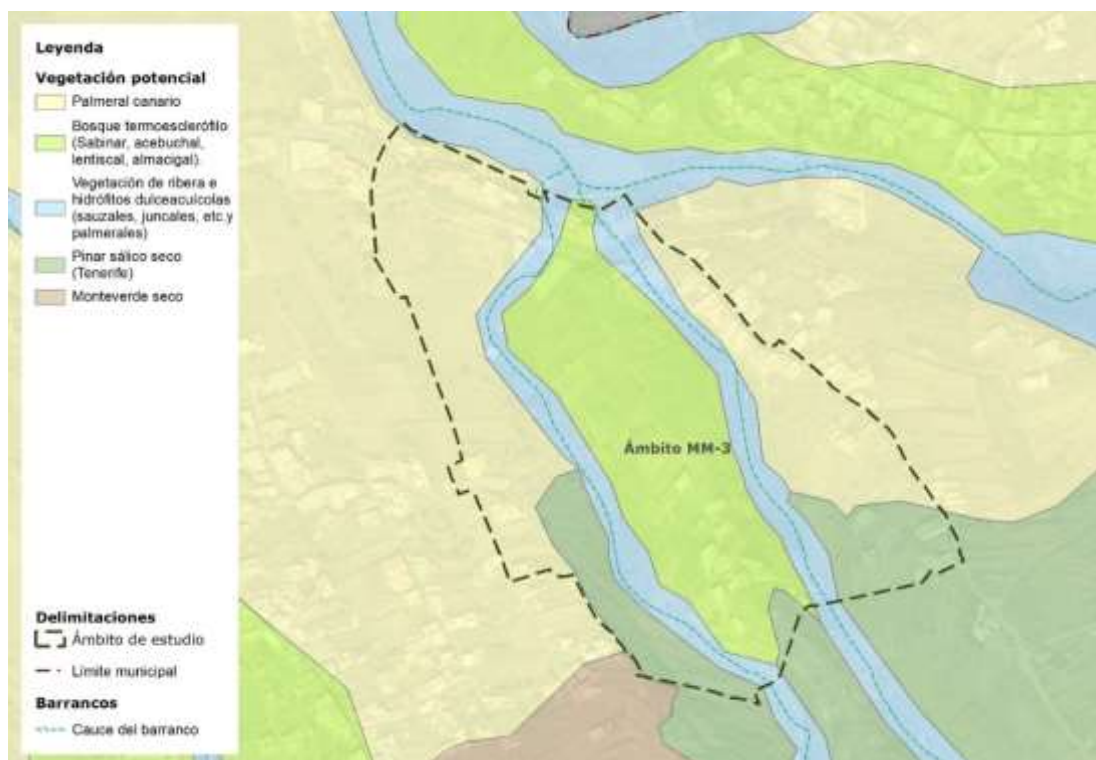 Leyenda
Vegetación potencial
Palmeral canario
Bosque termoesclerófilo
(Sabinar, acebuchal,
lentiscal, almacigal).
Vegetación de ribera e
hidrófitos dulceacuícolas
(sauzales, juncales, etc.y
palmerales)
Pinar sálico seco
(Tenerife)
Monteverde seco
Delimitaciones
Ámbito de estudio
Límite municipal
Barrancos
Cauce del barranco
Ámbito MM-3